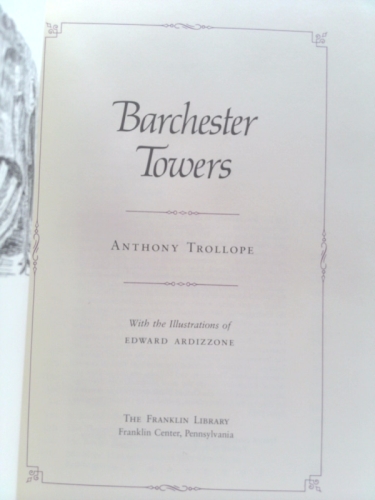 Barchester
Towers
ANTHONY TROLLOPE
With the Illustrations of
EDWARD ARDIZZONE
THE FRANKLIN LIBRARY
Franklin Center, Pennsylvania